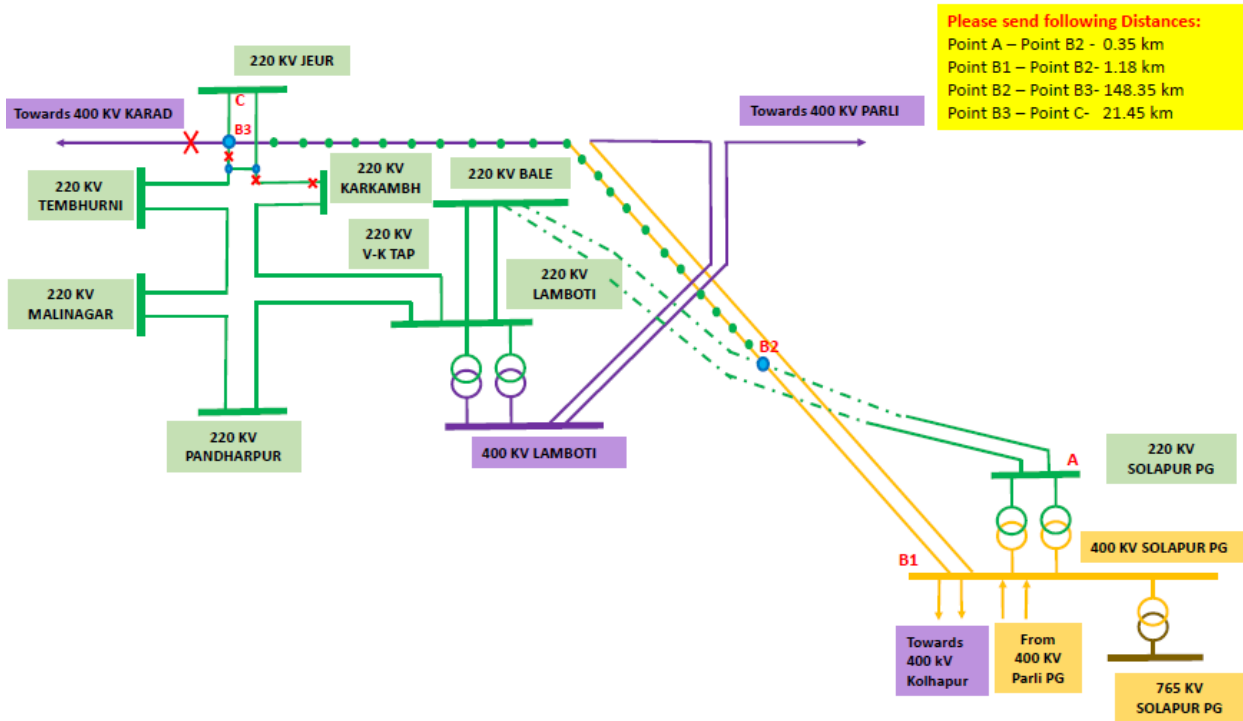 Please send following Distances:
Point A – Point B2 - 0.35 km
Point B1 – Point B2- 1.18 km
Point B2 – Point B3- 148.35 km
Point B3 – Point C- 21.45 km
220 KV JEUR
C
Towards 400 KV KARAD
B3
Towards 400 KV PARLI
220 KV
TEMBHURNI
220 KV
KARKAMBH
220 KV BALE
220 KV
V-K TAP
220 KV
LAMBOTI
220 KV
MALINAGAR
B2
220 KV
PANDHARPUR
400 KV LAMBOTI
A
220 KV
SOLAPUR PG
400 KV SOLAPUR PG
B1
Towards
400 kV
Kolhapur
From
400 KV
Parli PG
765 KV
SOLAPUR PG